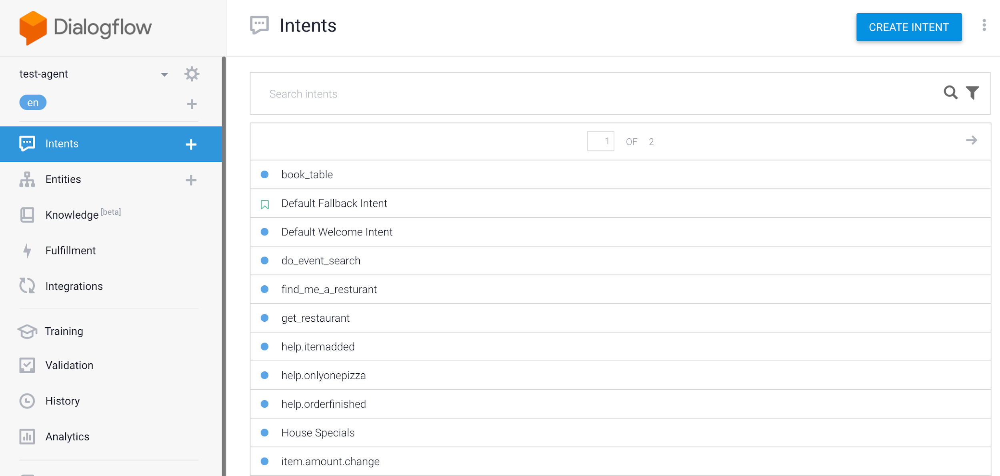 Dialogflow
test-agent
en
Intents
Entities
Knowledge [beta]
Fulfillment
Integrations
Training
Validation
History
Analytics
Intents
CREATE INTENT
Search intents
1 OF 2
book_table
Default Fallback Intent
Default Welcome Intent
do_event_search
find_me_a_resturant
get_restaurant
help.itemadded
help.onlyonepizza
help.orderfinished
House Specials
item.amount.change